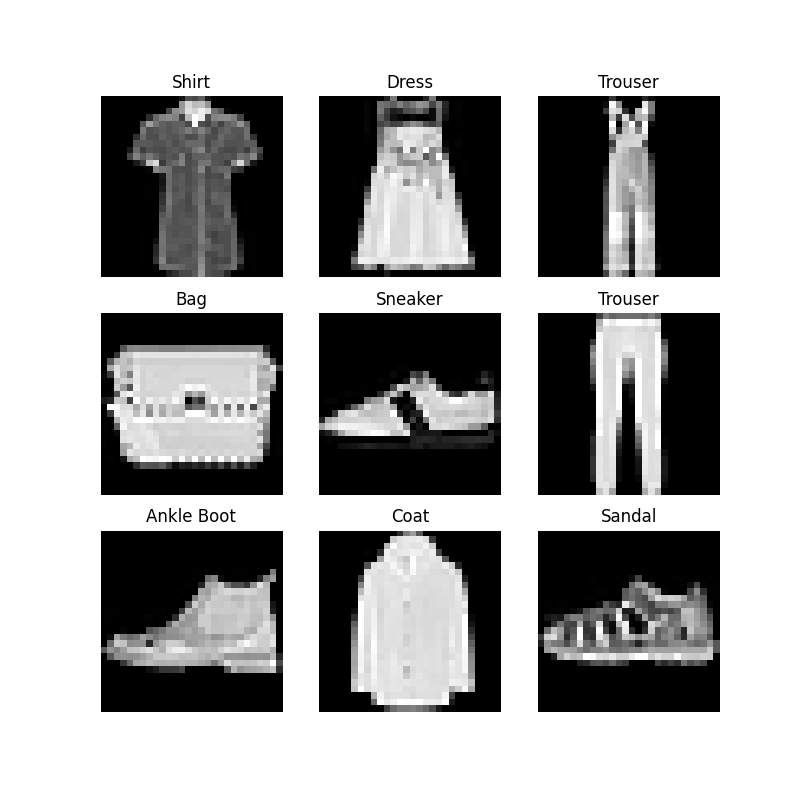 Shirt
Dress
Trouser
Bag
Sneaker
Trouser
Ankle Boot
Coat
Sandal